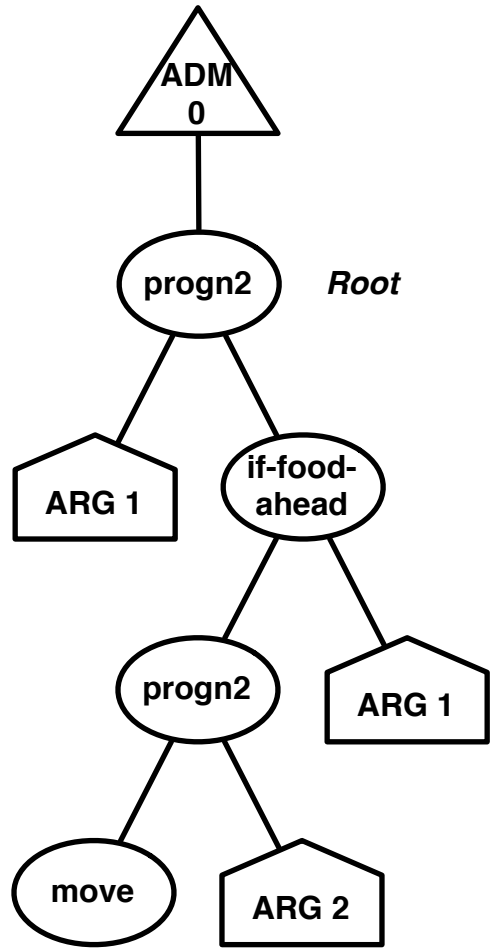 ADM
0
progn2
Root
ARG 1
if-food-
ahead
progn2
ARG 1
move
ARG 2